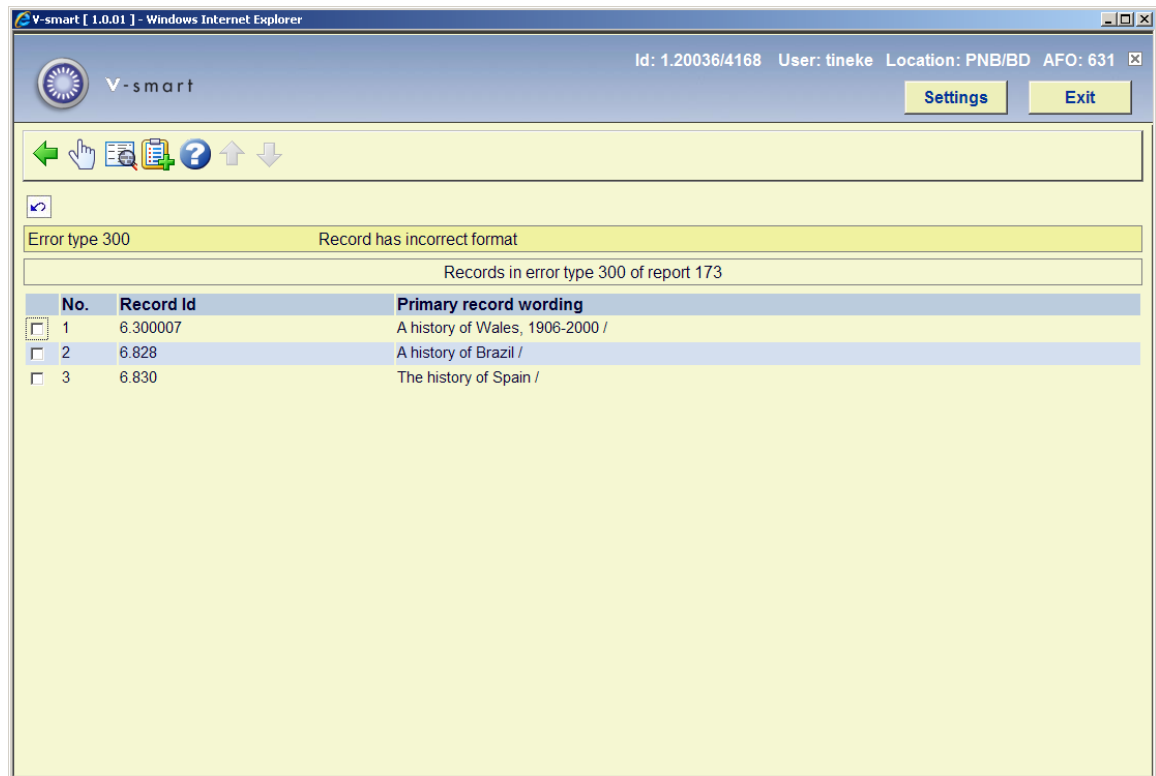 V-smart [ 1.0.01 ] - Windows Internet Explorer
Id: 1.20036/4168 User: tineke Location: PNB/BD AFO: 631
V-smart
Settings Exit
Error type 300 Record has incorrect format
Records in error type 300 of report 173
No. Record Id Primary record wording
1 6.300007 A history of Wales, 1906-2000 /
2 6.828 A history of Brazil /
3 6.830 The history of Spain /